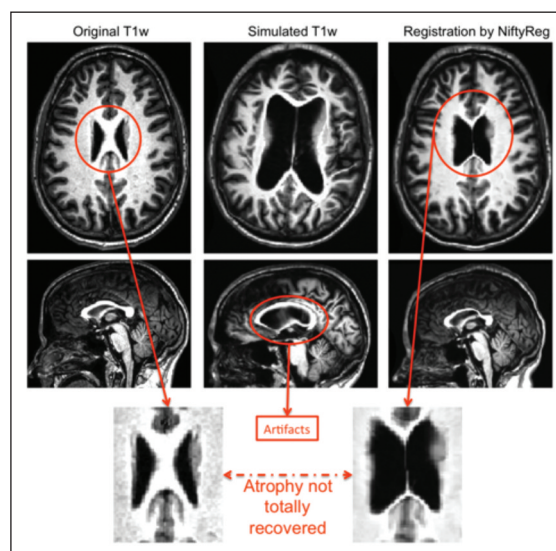 Original T1w
Simulated T1w
Registration by NiftyReg
Artifacts
Atrophy not
totally
recovered